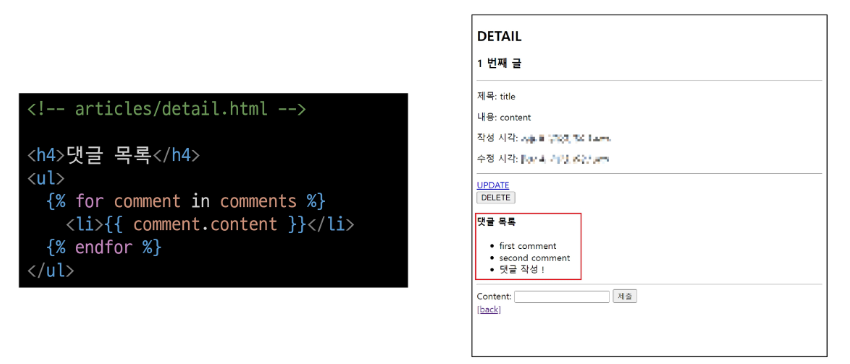 <!-- articles/detail.html -->
<h4>댓글 목록</h4>
<ul>
{% for comment in comments %}
<li>{{ comment.content }}</li>
{% endfor %}
</ul>
DETAIL
1 번째 글
제목: title
내용: content
작성 시각:
수정 시각:
UPDATE
DELETE
댓글 목록
• first comment
• second comment
• 댓글 작성 !
Content: 제출
[back]